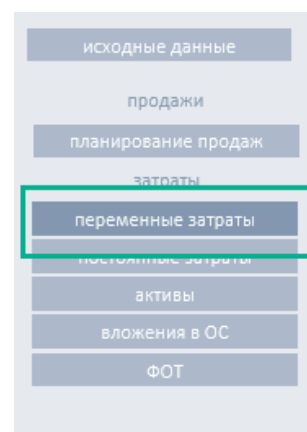 исходные данные
продажи
планирование продаж
затраты
переменные затраты
постоянные затраты
активы
вложения в ОС
ФОТ